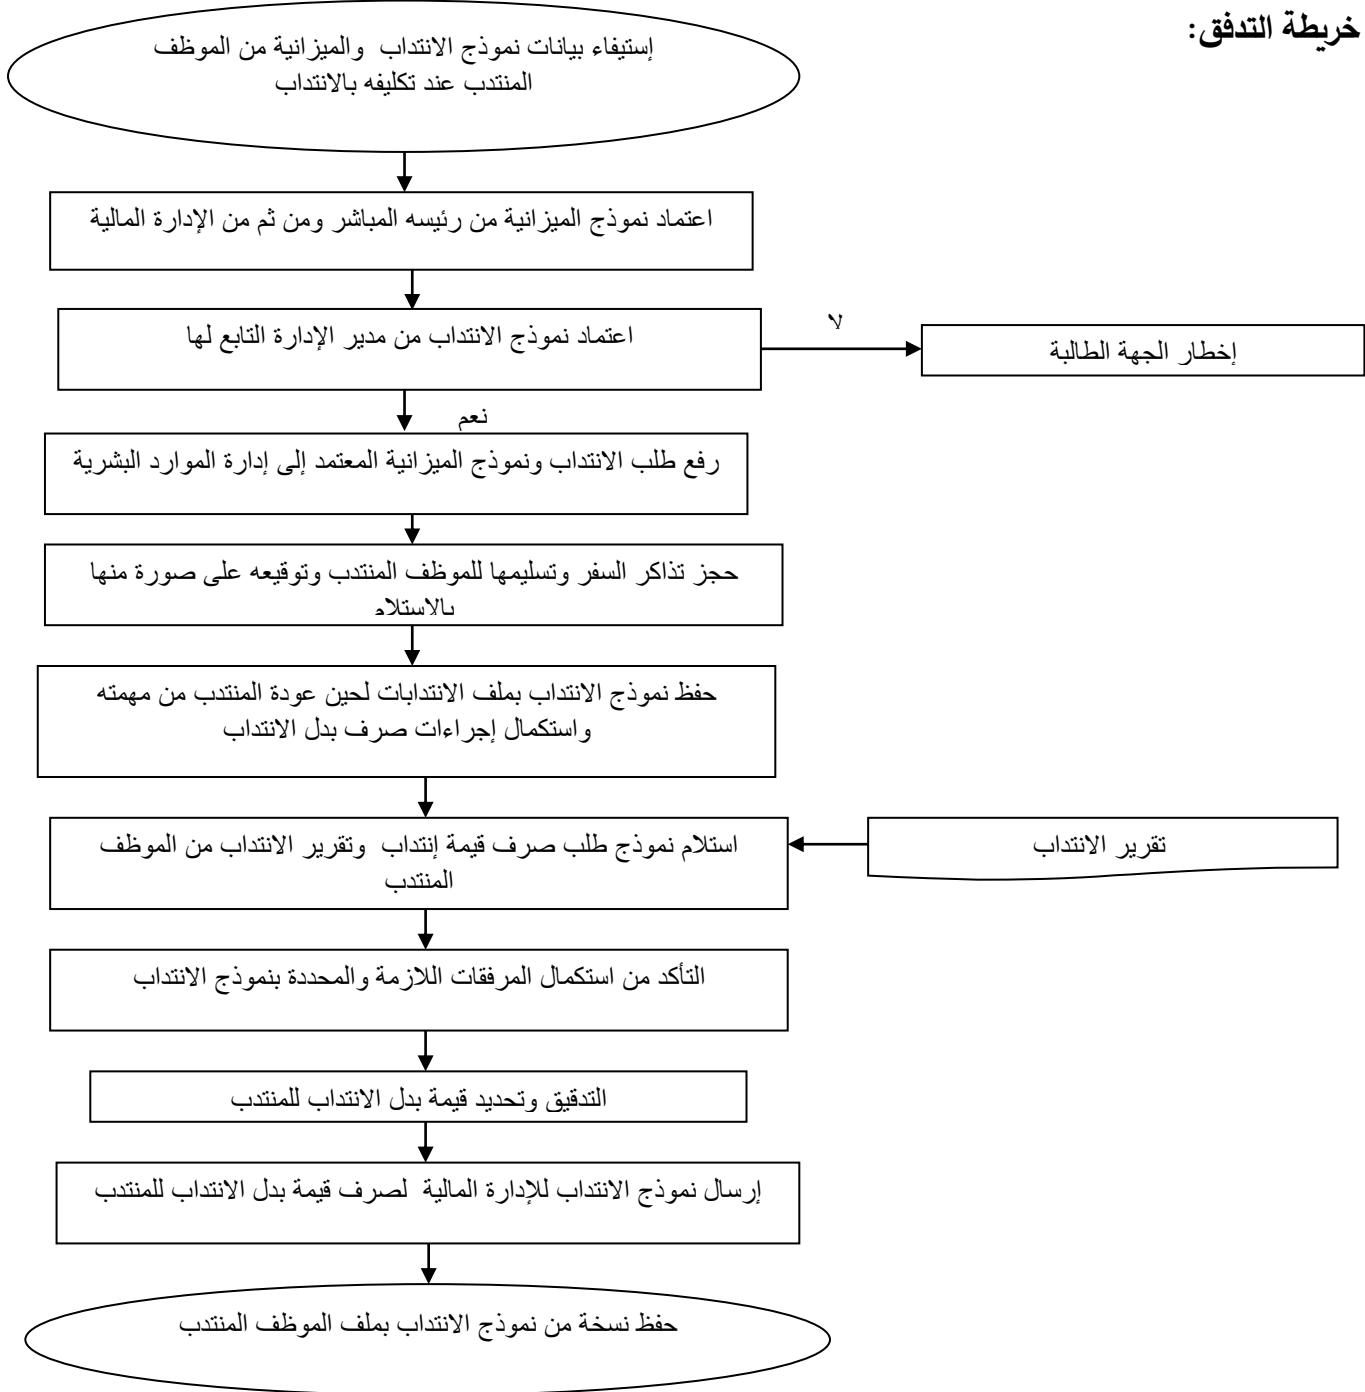 خريطة التدفق:
إستيفاء بيانات نموذج الانتداب والميزانية من الموظف
المنتدب عند تكليفه بالانتداب
اعتماد نموذج الميزانية من رئيسه المباشر ومن ثم من الإدارة المالية
اعتماد نموذج الانتداب من مدير الإدارة التابع لها
لا
إخطار الجهة الطالبة
نعم
رفع طلب الانتداب ونموذج الميزانية المعتمد إلى إدارة الموارد البشرية
حجز تذاكر السفر وتسليمها للموظف المنتدب وتوقيعه على صورة منها
بالاستلام
حفظ نموذج الانتداب بملف الانتدابات لحين عودة المنتدب من مهمته
واستكمال إجراءات صرف بدل الانتداب
استلام نموذج طلب صرف قيمة إنتداب وتقرير الانتداب من الموظف
المنتدب
تقرير الانتداب
التأكد من استكمال المرفقات اللازمة والمحددة بنموذج الانتداب
التدقيق وتحديد قيمة بدل الانتداب للمنتدب
إرسال نموذج الانتداب للإدارة المالية لصرف قيمة بدل الانتداب للمنتدب
حفظ نسخة من نموذج الانتداب بملف الموظف المنتدب